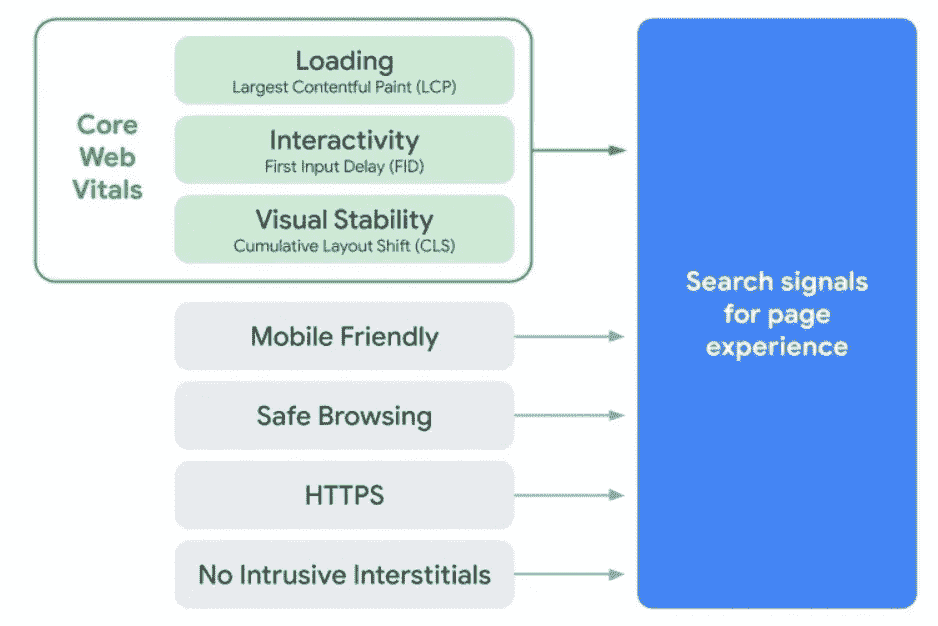 Core
Web
Vitals
Loading
Largest Contentful Paint (LCP)
Interactivity
First Input Delay (FID)
Visual Stability
Cumulative Layout Shift (CLS)
Mobile Friendly
Safe Browsing
HTTPS
No Intrusive Interstitials
Search signals
for page
experience